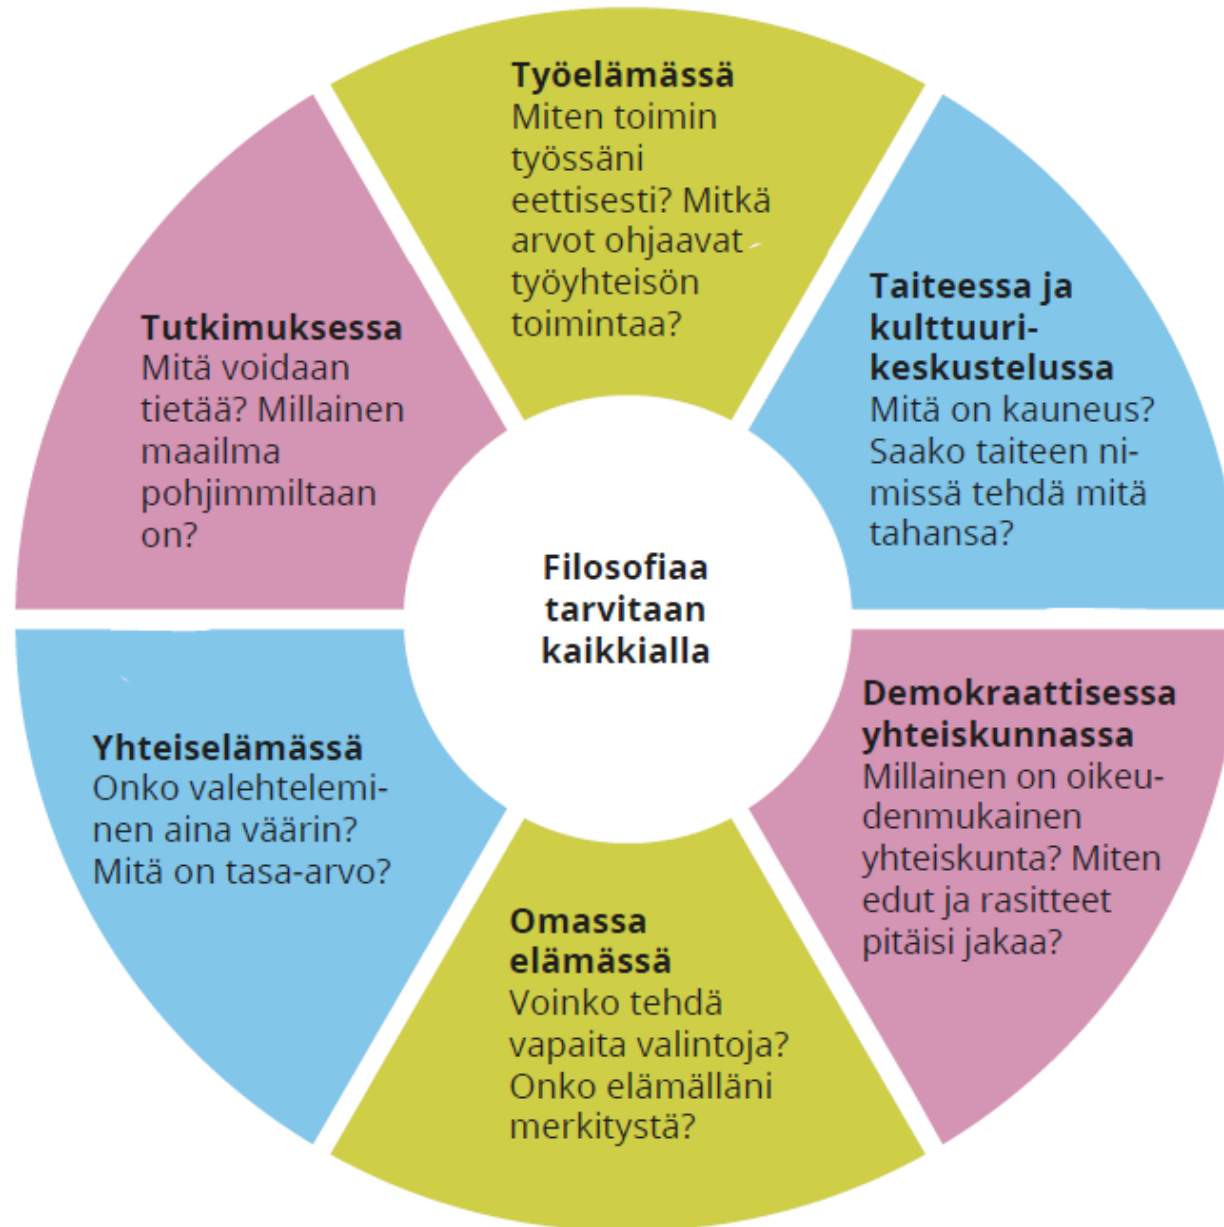 Työelämässä
Miten toimin
työssäni
eettisesti? Mitkä
arvot ohjaavat
työyhteisön
toimintaa?
Taiteessa ja
kulttuuri-
keskustelussa
Mitä on kauneus?
Saako taiteen ni-
missä tehdä mitä
tahansa?
Demokraattisessa
yhteiskunnassa
Millainen on oikeu-
denmukainen
yhteiskunta? Miten
edut ja rasitteet
pitäisi jakaa?
Omassa
elämässä
Voinko tehdä
vapaita valintoja?
Onko elämälläni
merkitystä?
Yhteiselämässä
Onko valehtelemi-
nen aina väärin?
Mitä on tasa-arvo?
Tutkimuksessa
Mitä voidaan
tietää? Millainen
maailma
pohjimmiltaan
on?
Filosofiaa
tarvitaan
kaikkialla